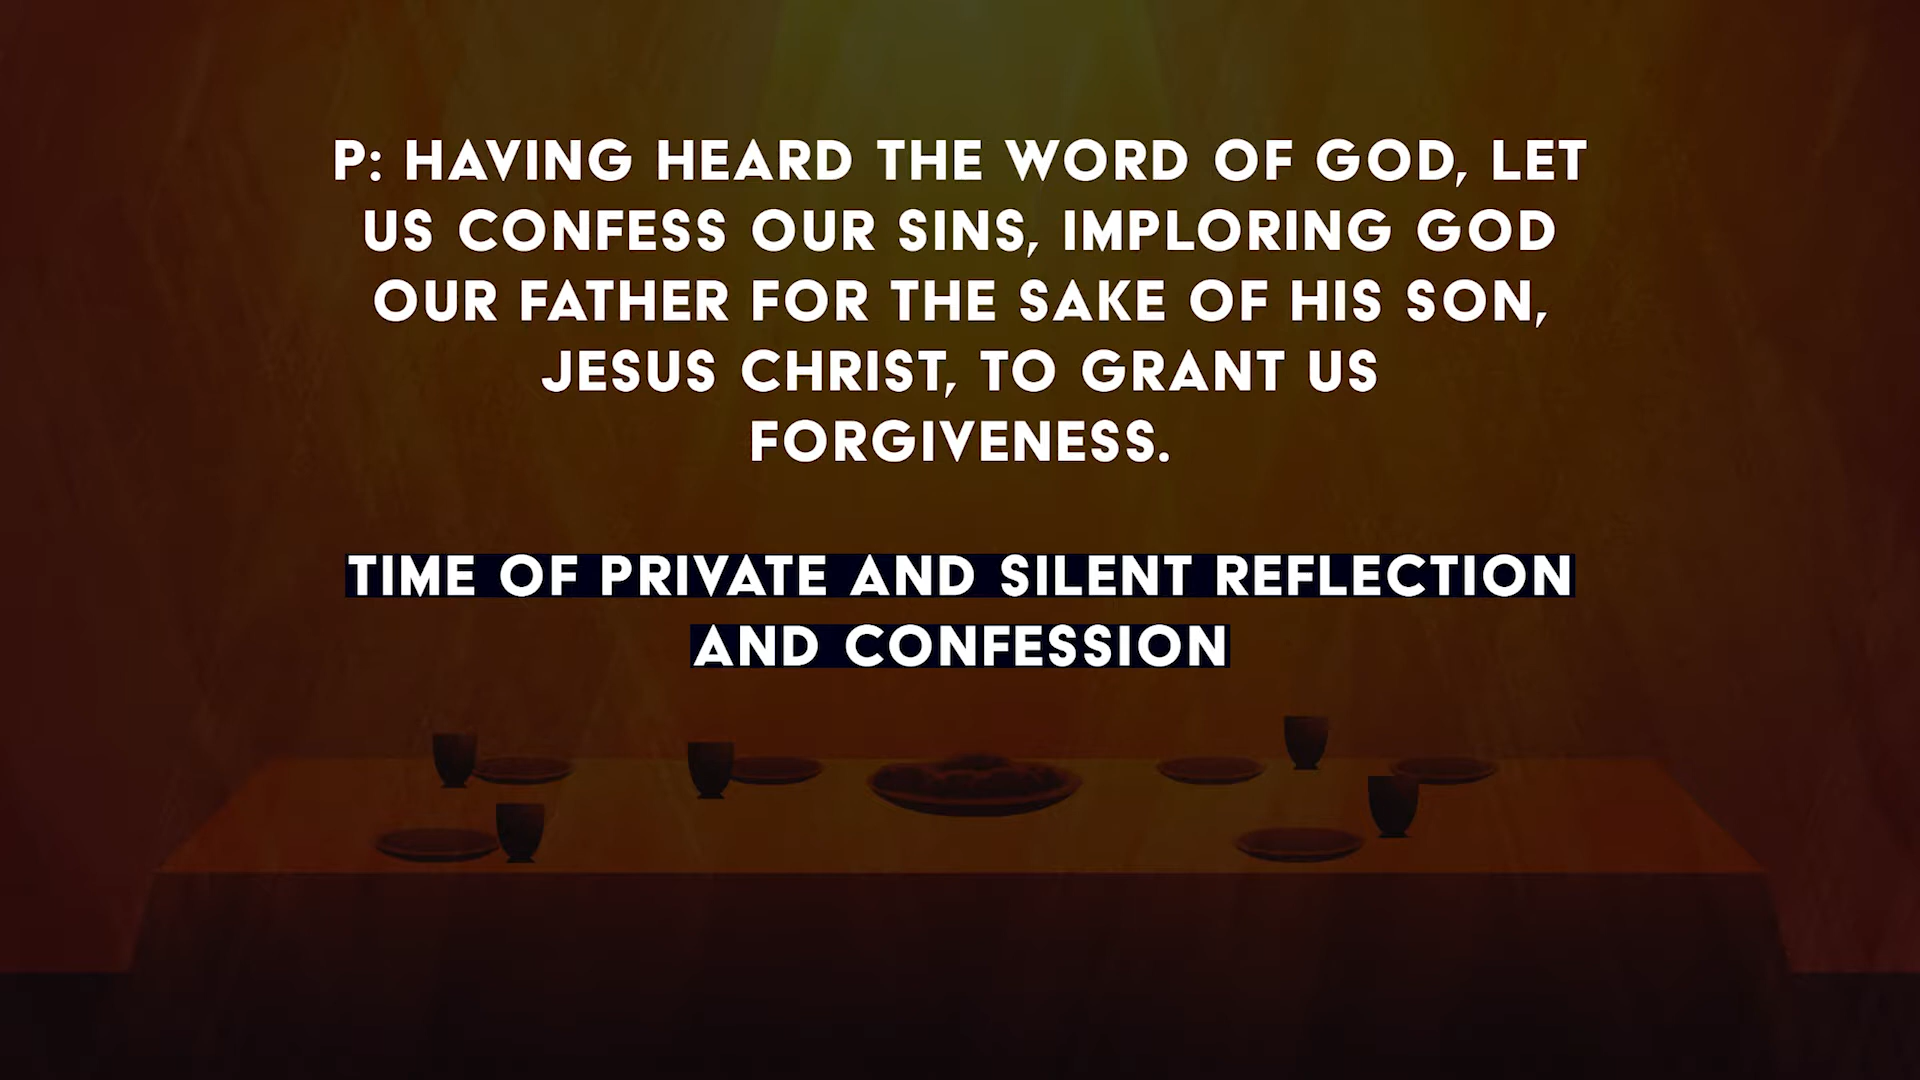 P: HAVING HEARD THE WORD OF GOD, LET
US CONFESS OUR SINS, IMPLORING GOD
OUR FATHER FOR THE SAKE OF HIS SON,
JESUS CHRIST, TO GRANT US
FORGIVENESS.
TIME OF PRIVATE AND SILENT REFLECTION
AND CONFESSION